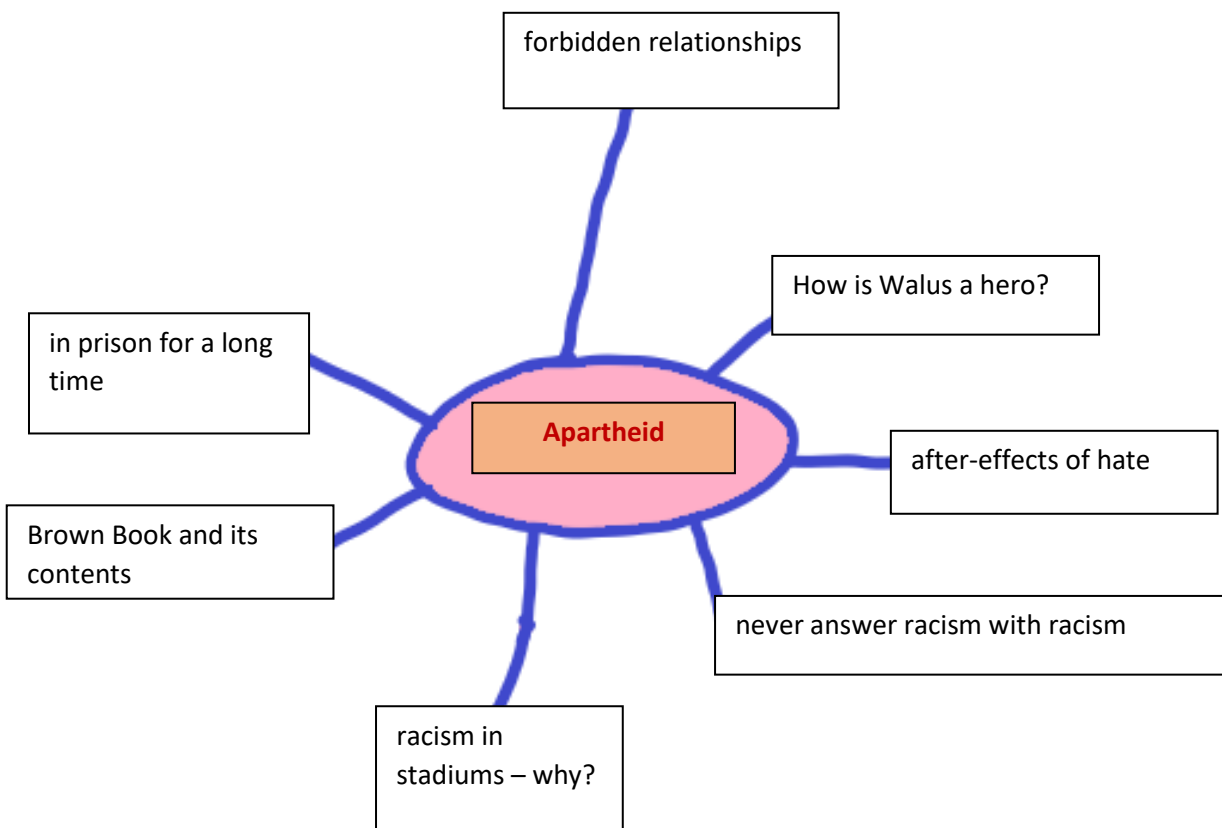 forbidden relationships
How is Walus a hero?
in prison for a long
time
Apartheid
after-effects of hate
Brown Book and its
contents
never answer racism with racism
racism in
stadiums – why?